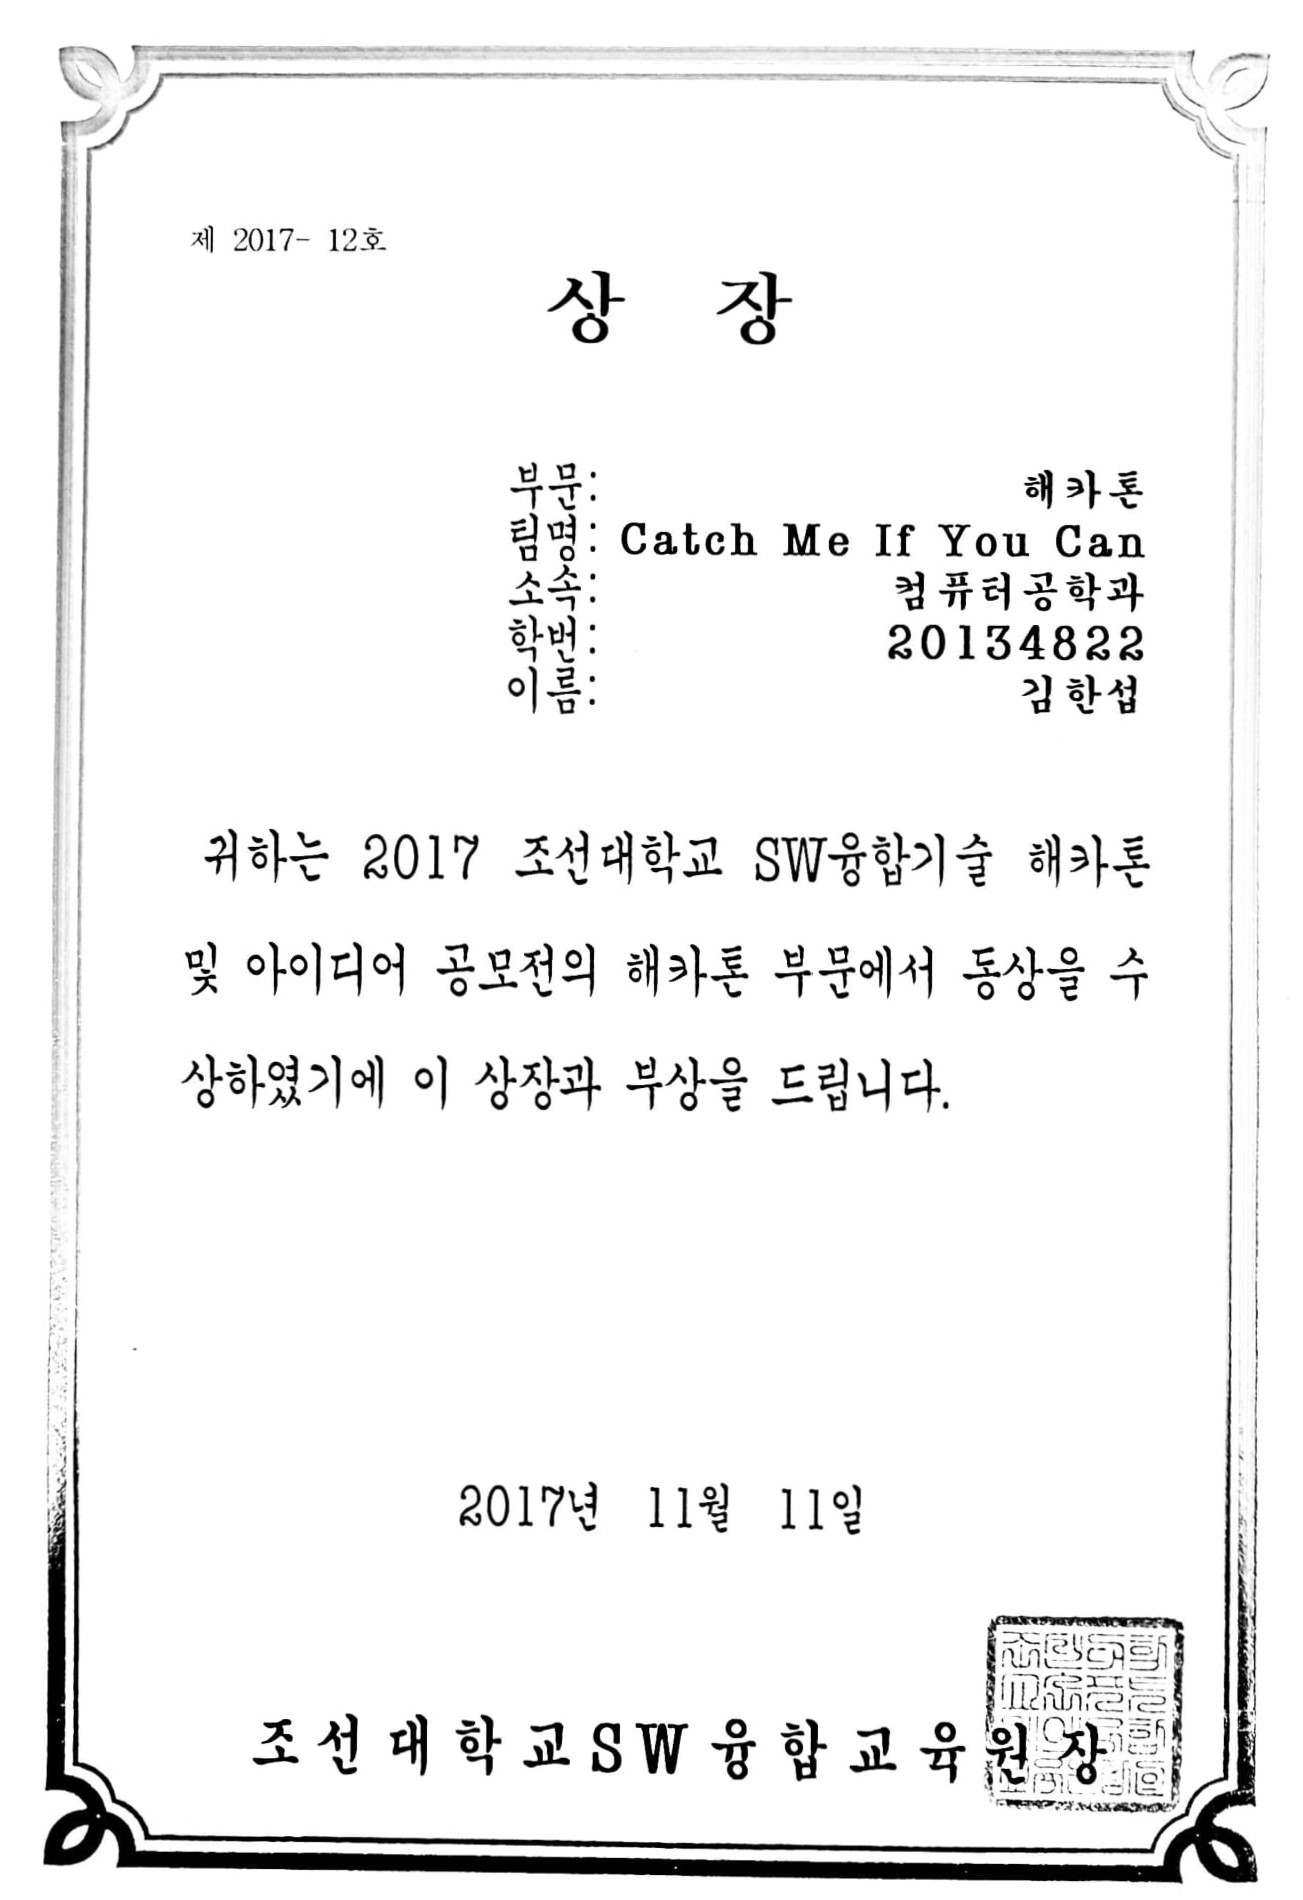 제 2017- 12호
상 장
부문: 해카톤
팀명: Catch Me If You Can
소속: 컴퓨터공학과
학번: 20134822
이름: 김한섭
귀하는 2017 조선대학교 SW융합기술 해카톤
및 아이디어 공모전의 해카톤 부문에서 동상을 수
상하였기에 이 상장과 부상을 드립니다.
2017년 11월 11일
조선대학교SW융합교육원장